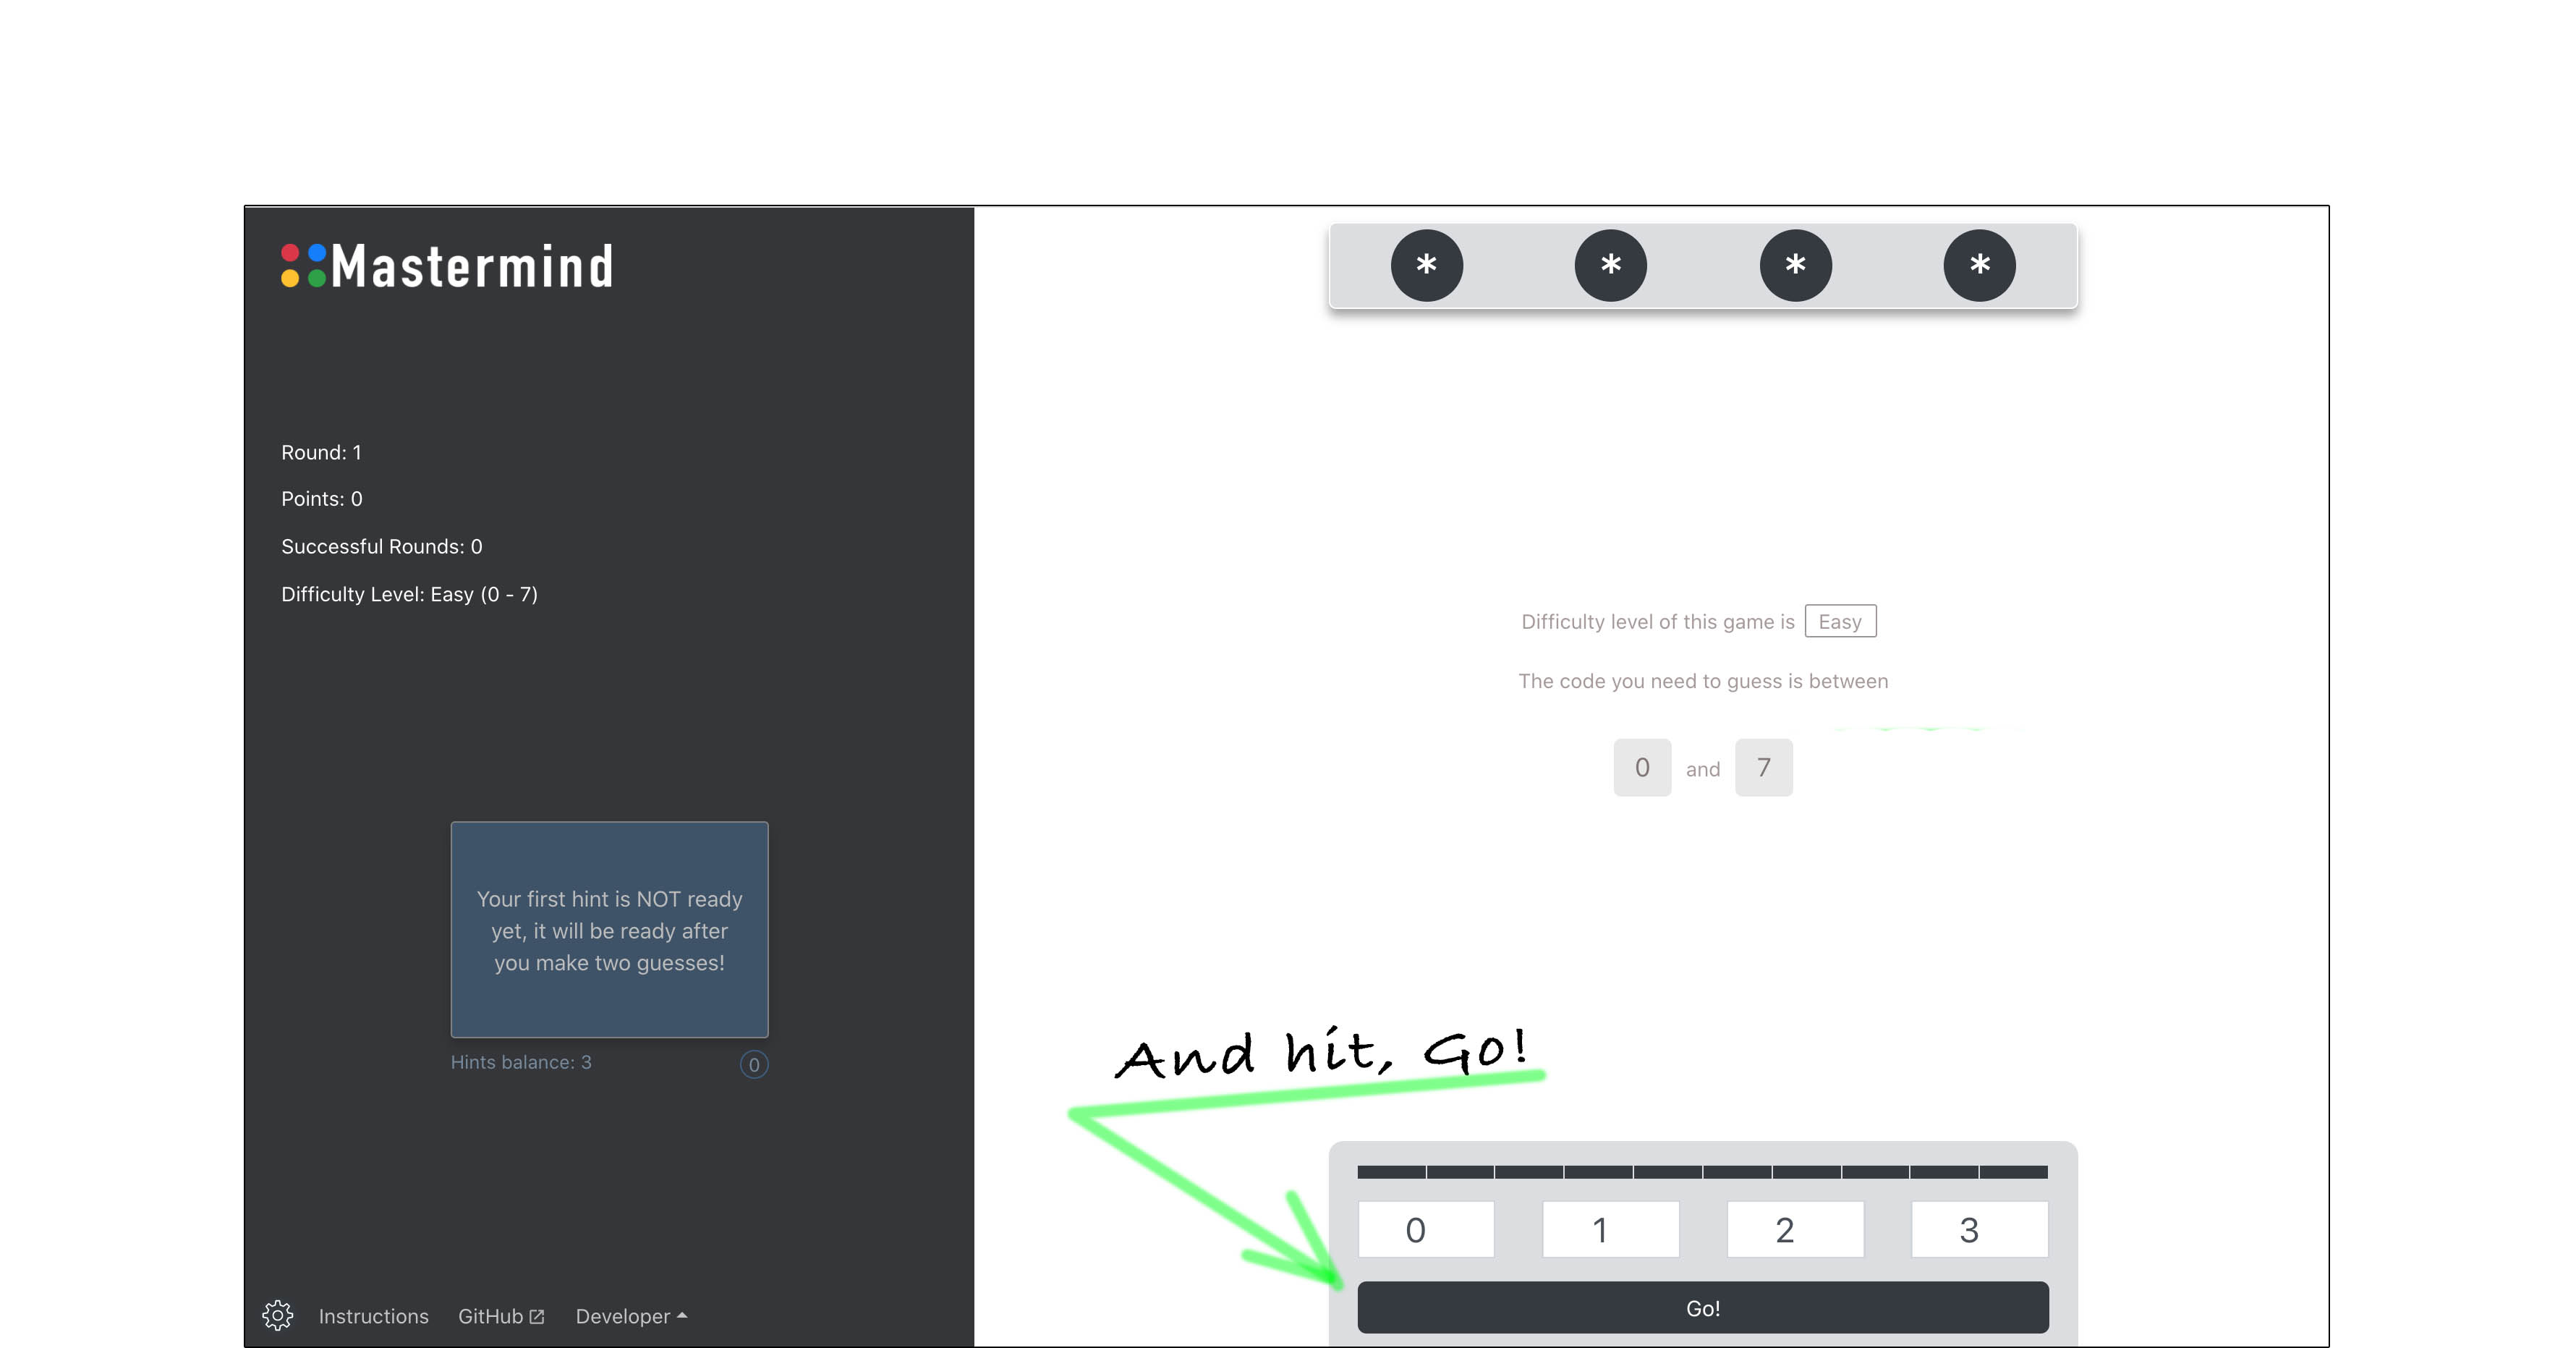 Mastermind
* * * *
Round: 1
Points: 0
Successful Rounds: 0
Difficulty Level: Easy (0 - 7)
Difficulty level of this game is Easy
The code you need to guess is between
0 and 7
Your first hint is NOT ready
yet, it will be ready after
you make two guesses!
Hints balance: 3 0
And hit, Go!
0 1 2 3
Go!
Instructions GitHub Developer